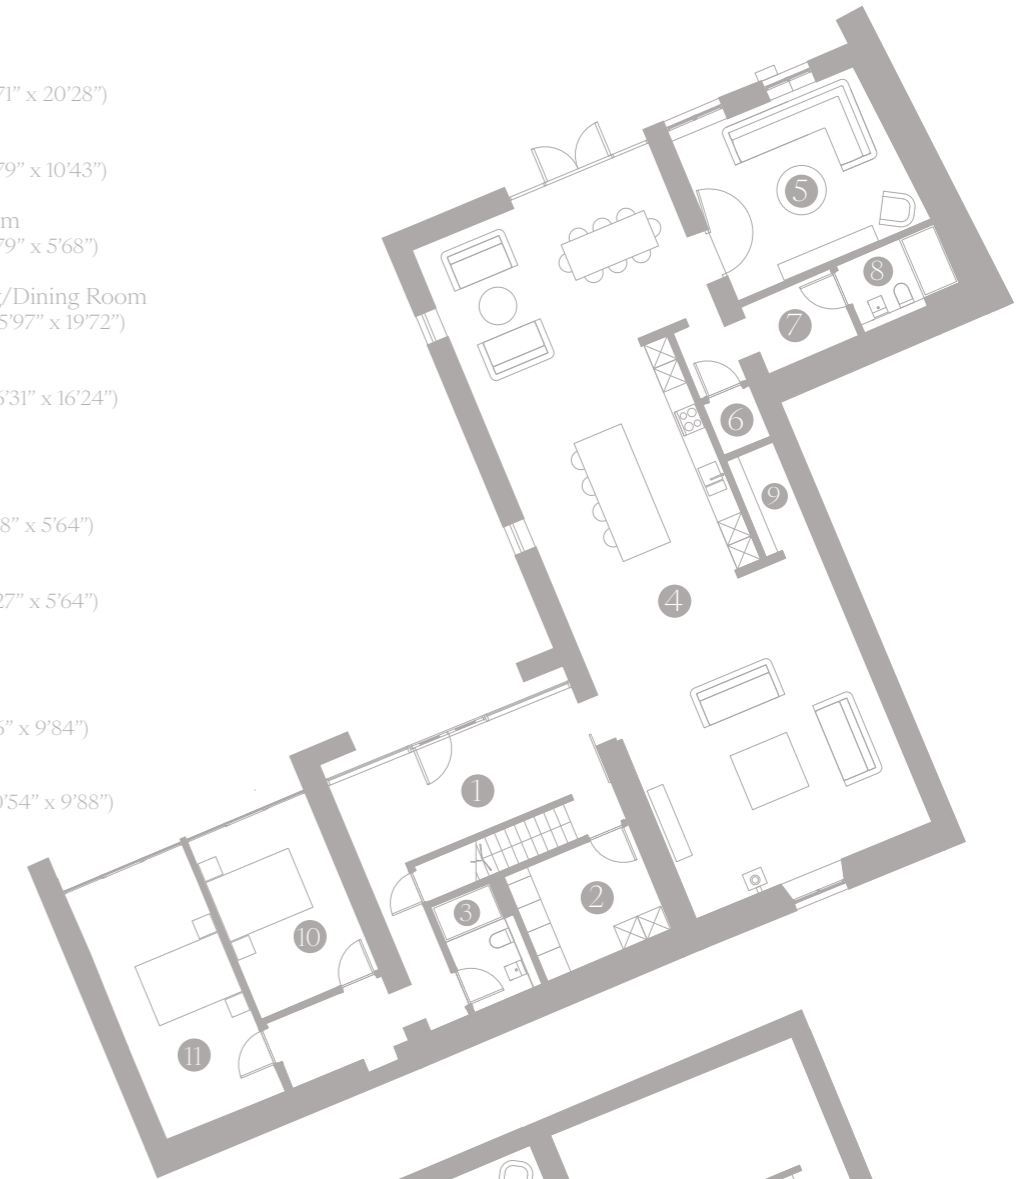 71” x 20’28”)
79” x 10’43”)
m
79” x 5’68”)
/Dining Room
5’97” x 19’72”)
6’31” x 16’24”)
8” x 5’64”)
27” x 5’64”)
6” x 9’84”)
0’54” x 9’88”)
5
8
7
6
9
4
1
2
3
10
11